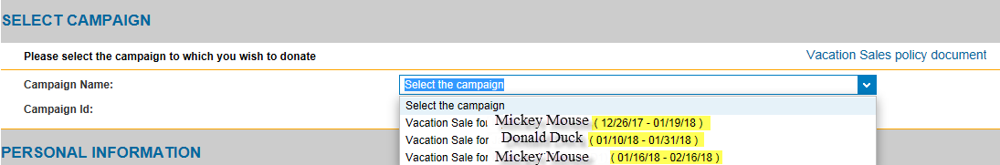 SELECT CAMPAIGN
Please select the campaign to which you wish to donate
Vacation Sales policy document
Campaign Name:
Select the campaign
Campaign Id:
Select the campaign
Vacation Sale for Mickey Mouse ( 12/26/17 - 01/19/18 )
Vacation Sale for Donald Duck ( 01/10/18 - 01/31/18 )
Vacation Sale for Mickey Mouse ( 01/16/18 - 02/16/18 )
PERSONAL INFORMATION